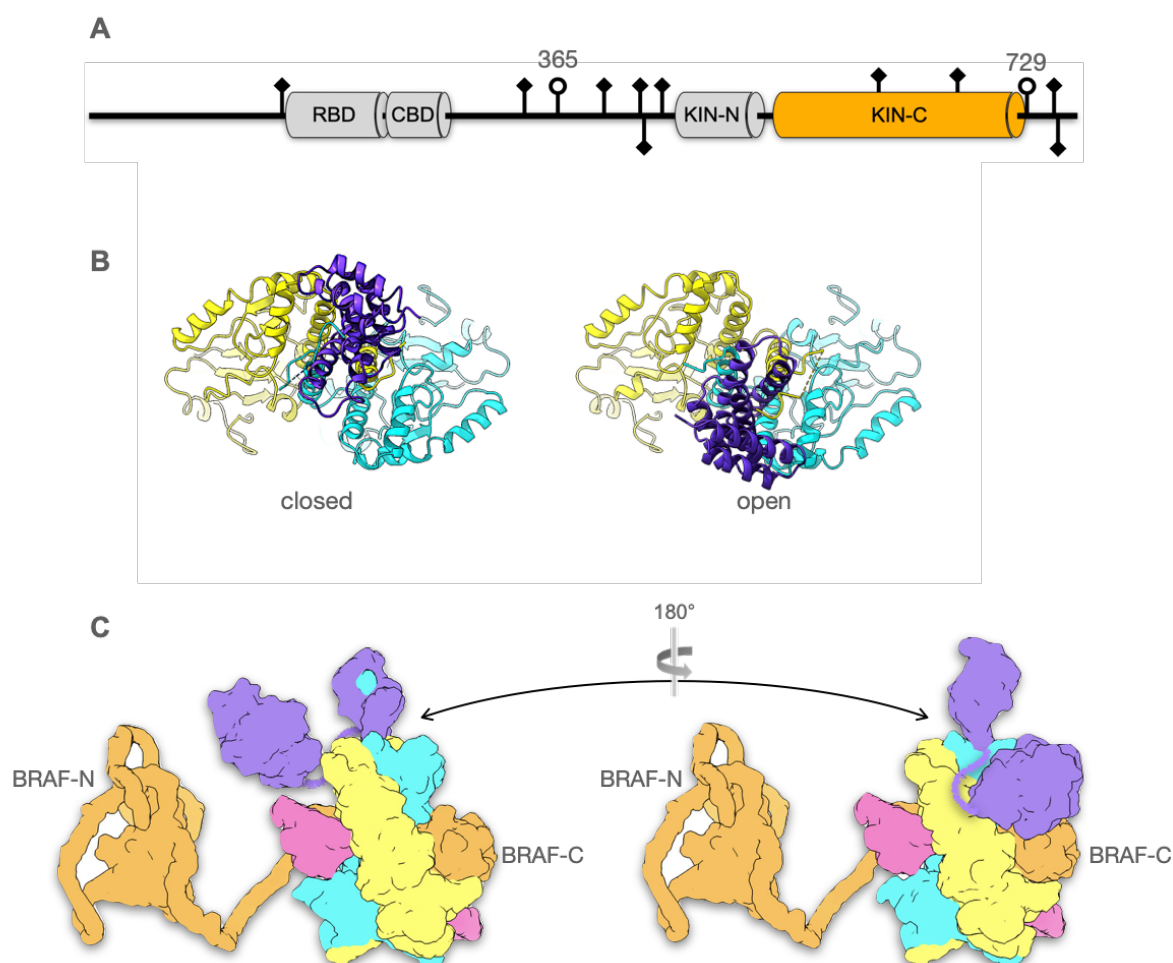 A
365
729
RBD
CBD
KIN-N
KIN-C
B
closed
open
C
180°
BRAF-N
BRAF-C
BRAF-N
BRAF-C